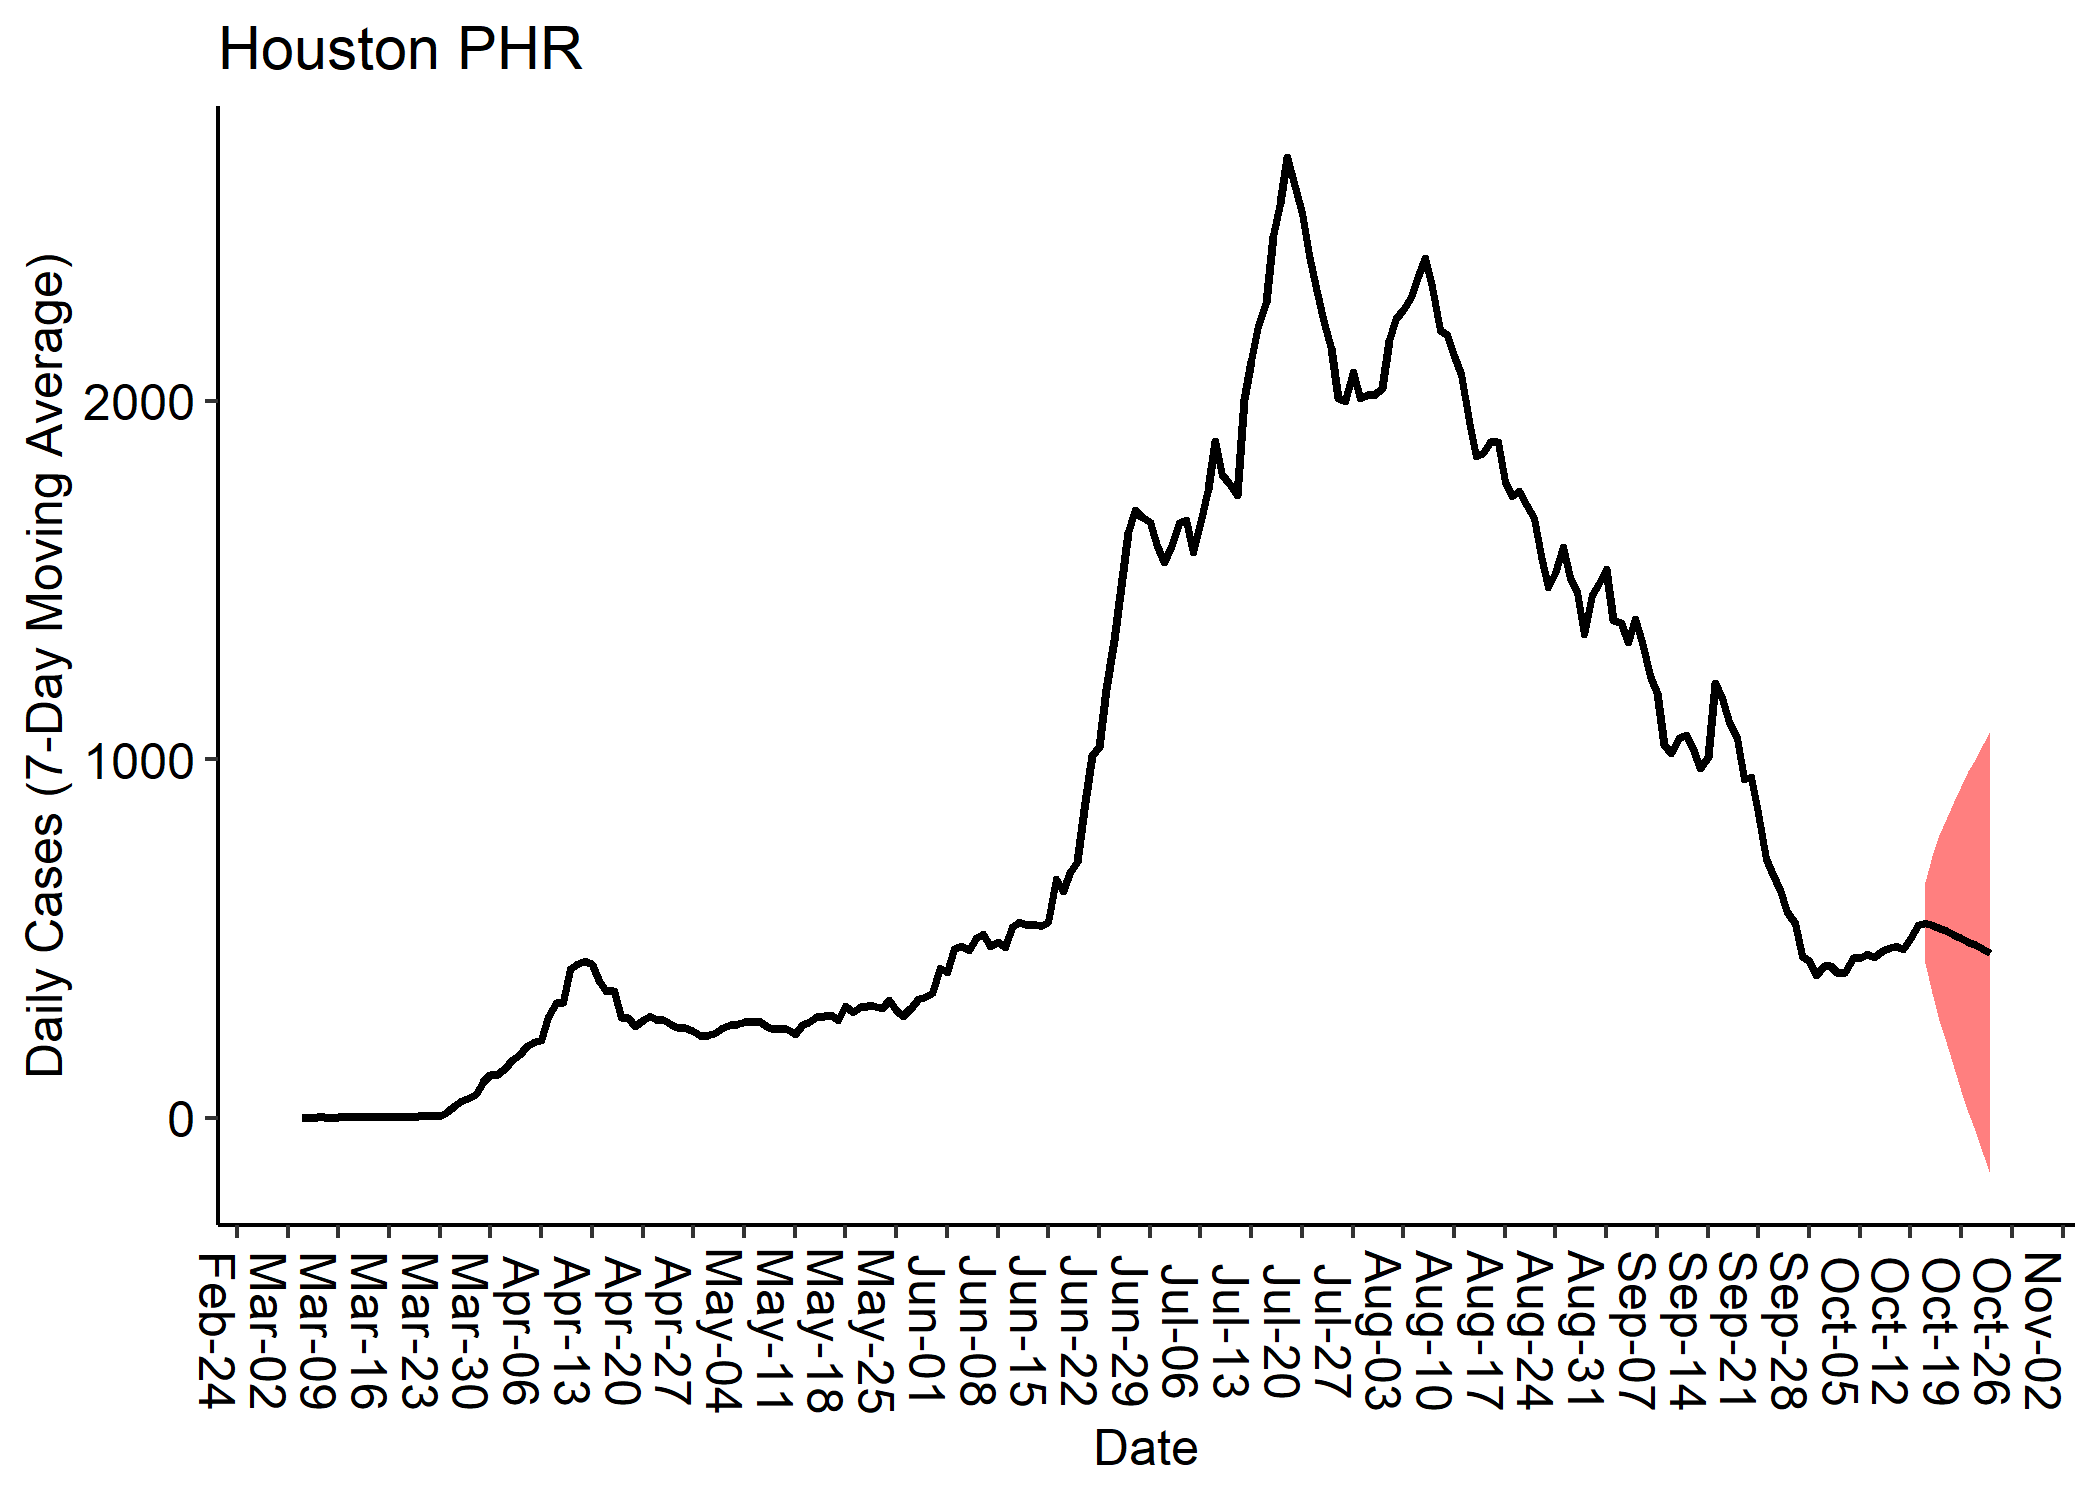 Houston PHR
Daily Cases (7-Day Moving Average)
2000
1000
0
Feb-24
Mar-02
Mar-09
Mar-16
Mar-23
Mar-30
Apr-06
Apr-13
Apr-20
Apr-27
May-04
May-11
May-18
May-25
Jun-01
Jun-08
Jun-15
Jun-22
Jun-29
Jul-06
Jul-13
Jul-20
Jul-27
Aug-03
Aug-10
Aug-17
Aug-24
Aug-31
Sep-07
Sep-14
Sep-21
Sep-28
Oct-05
Oct-12
Oct-19
Oct-26
Nov-02
Date